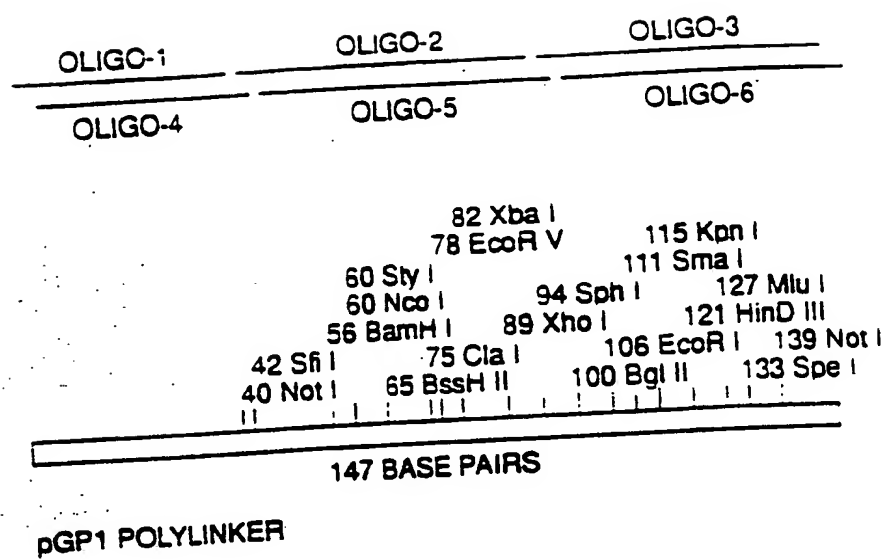 OLIGO-1 OLIGO-2 OLIGO-3
OLIGO-4 OLIGO-5 OLIGO-6
82 Xba I
78 EcoR V 115 Kpn I
60 Sty I 111 Sma I
60 Nco I 94 Sph I 127 Mlu I
56 BamH I 89 Xho I 121 HinD III
42 Sfi I 75 Cla I 106 EcoR I 139 Not I
40 Not I 65 BssH II 100 Bgl II 133 Spe I
147 BASE PAIRS
pGP1 POLYLINKER